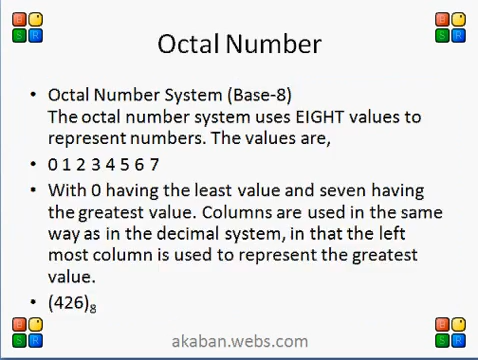 Octal Number
• Octal Number System (Base-8)
The octal number system uses EIGHT values to
represent numbers. The values are,
• 0 1 2 3 4 5 6 7
• With 0 having the least value and seven having
the greatest value. Columns are used in the same
way as in the decimal system, in that the left
most column is used to represent the greatest
value.
• (426)₈
akaban.webs.com